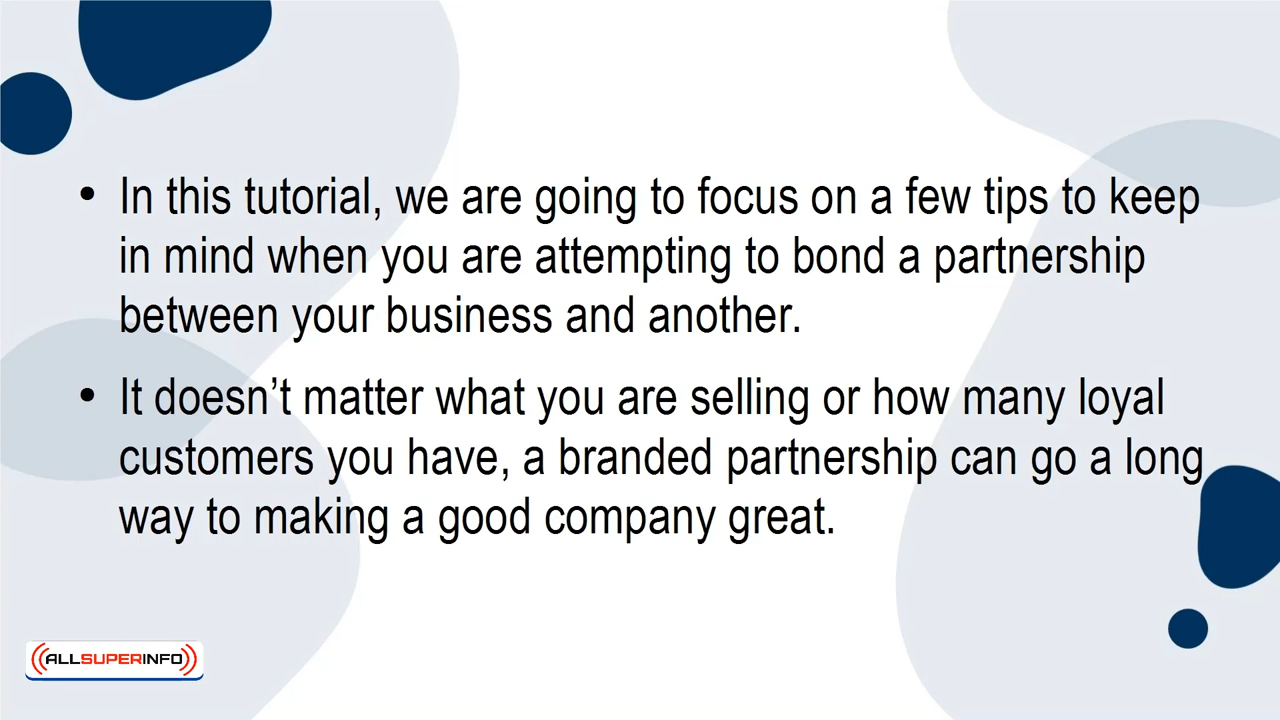 • In this tutorial, we are going to focus on a few tips to keep
in mind when you are attempting to bond a partnership
between your business and another.
• It doesn’t matter what you are selling or how many loyal
customers you have, a branded partnership can go a long
way to making a good company great.
ALLSUPERINFO